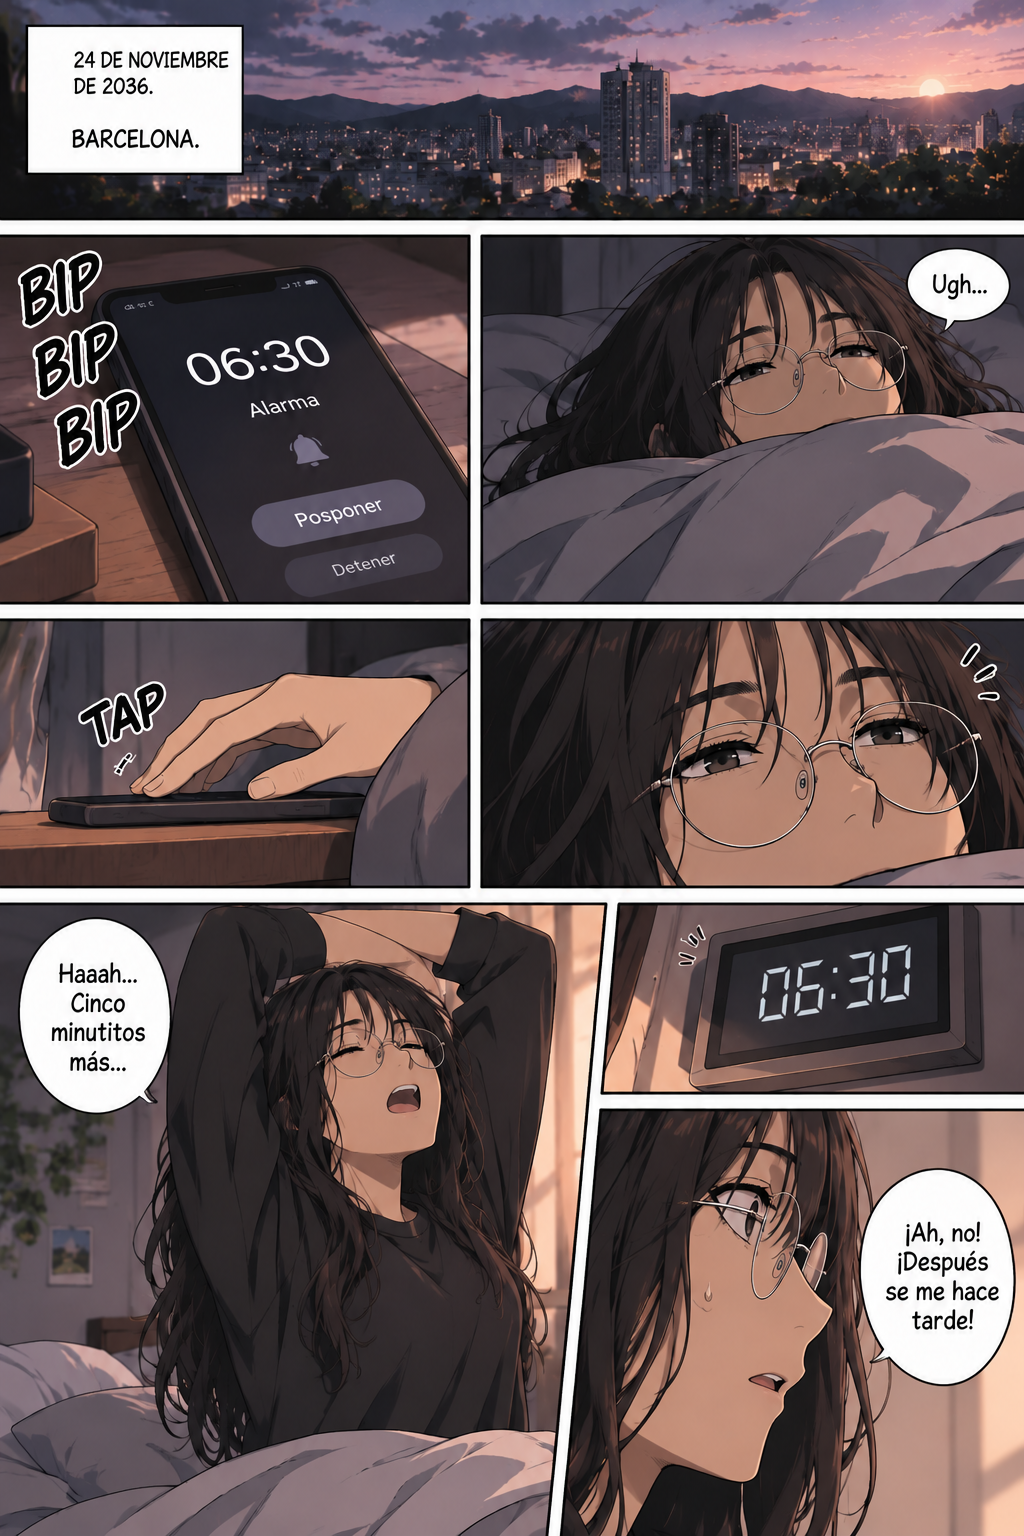 24 DE NOVIEMBRE
DE 2036.
BARCELONA.
BIP
BIP
BIP
06:30
Alarma
Posponer
Detener
Ugh...
TAP
Haaah...
Cinco
minutitos
más...
06:30
¡Ah, no!
¡Después
se me hace
tarde!